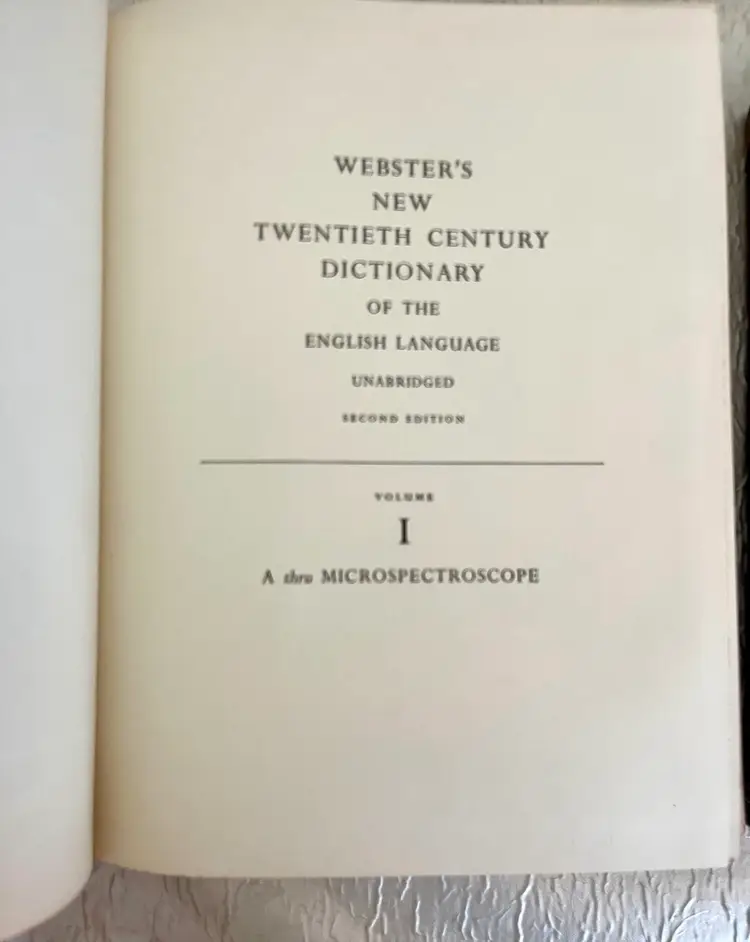 WEBSTER'S
NEW
TWENTIETH CENTURY
DICTIONARY
OF THE
ENGLISH LANGUAGE
UNABRIDGED
SECOND EDITION
VOLUME
I
A thru MICROSPECTROSCOPE